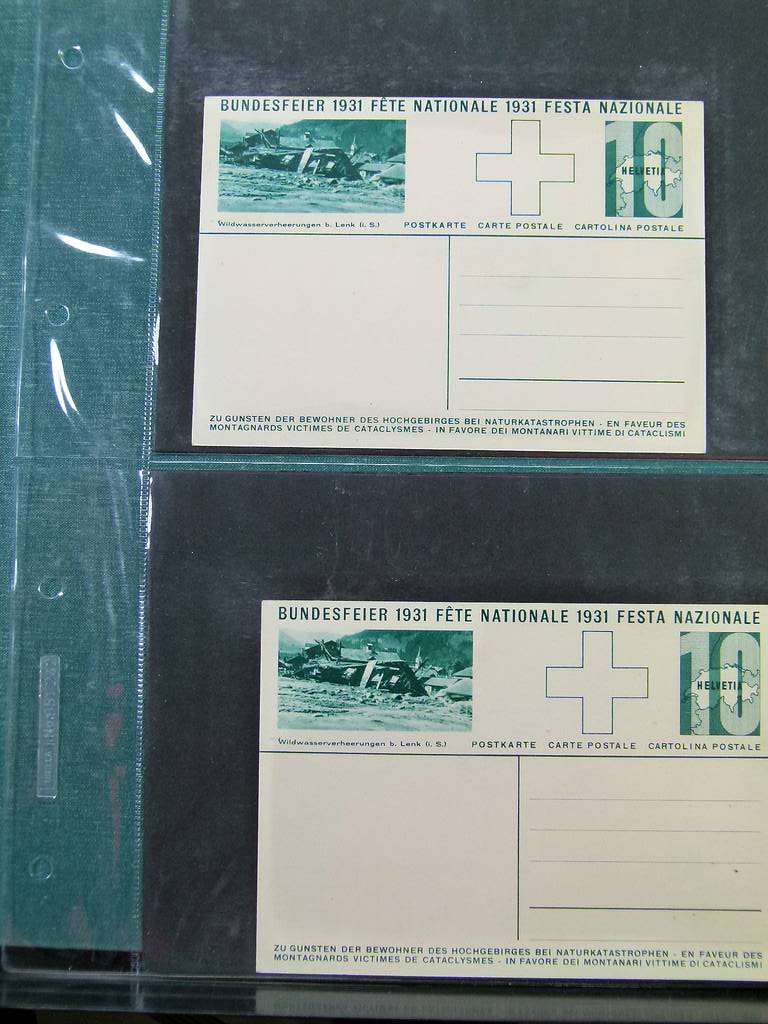 BUNDESFEIER 1931 FÊTE NATIONALE 1931 FESTA NAZIONALE
10
HELVETIA
Wildwasserverheerungen b. Lenk (i. S.) POSTKARTE CARTE POSTALE CARTOLINA POSTALE
ZU GUNSTEN DER BEWOHNER DES HOCHGEBIRGES BEI NATURKATASTROPHEN - EN FAVEUR DES
MONTAGNARDS VICTIMES DE CATACLYSMES - IN FAVORE DEI MONTANARI VITTIME DI CATACLISMI
BUNDESFEIER 1931 FÊTE NATIONALE 1931 FESTA NAZIONALE
10
HELVETIA
Wildwasserverheerungen b. Lenk (i. S.) POSTKARTE CARTE POSTALE CARTOLINA POSTALE
ZU GUNSTEN DER BEWOHNER DES HOCHGEBIRGES BEI NATURKATASTROPHEN - EN FAVEUR DES
MONTAGNARDS VICTIMES DE CATACLYSMES - IN FAVORE DEI MONTANARI VITTIME DI CATACLISMI